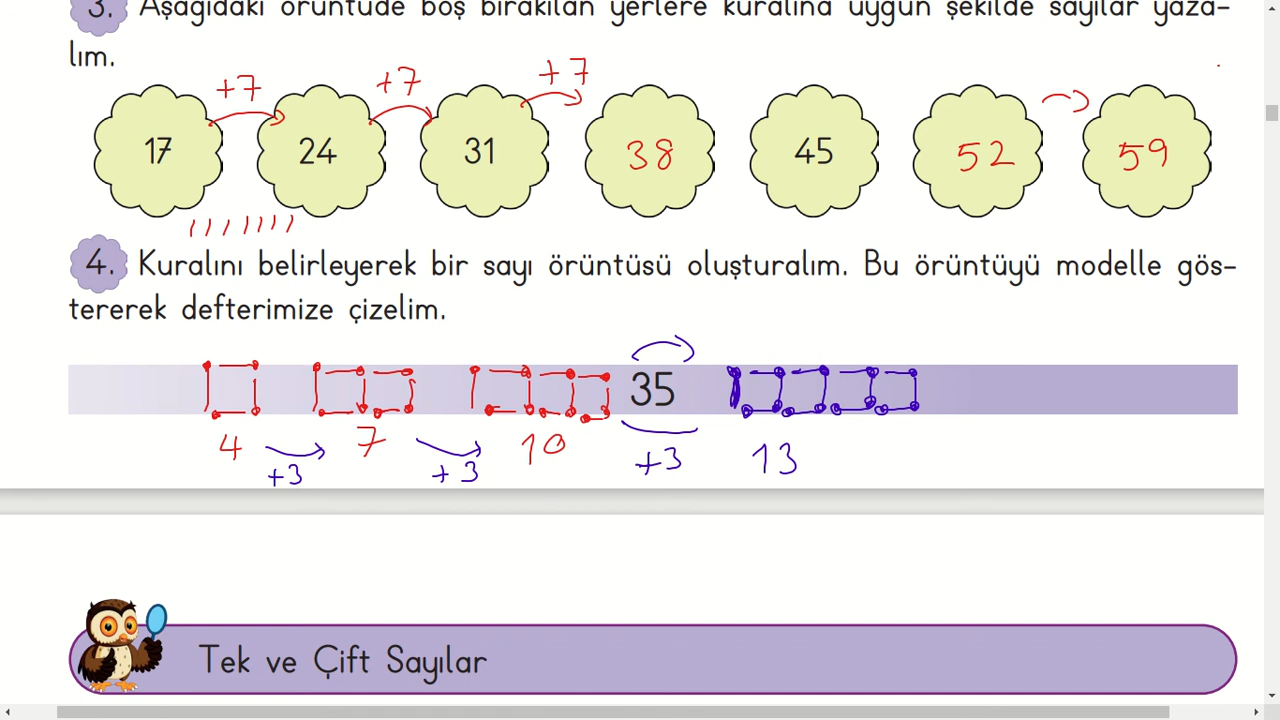 3. Aşağıdaki örüntüde boş bırakılan yerlere kuralına uygun şekilde sayılar yaza-
lım.
+7 +7 +7
17 24 31 38 45 52 59
4. Kuralını belirleyerek bir sayı örüntüsü oluşturalım. Bu örüntüyü modelle gös-
tererek defterimize çizelim.
35
4 +3 7 +3 10 +3 13
Tek ve Çift Sayılar